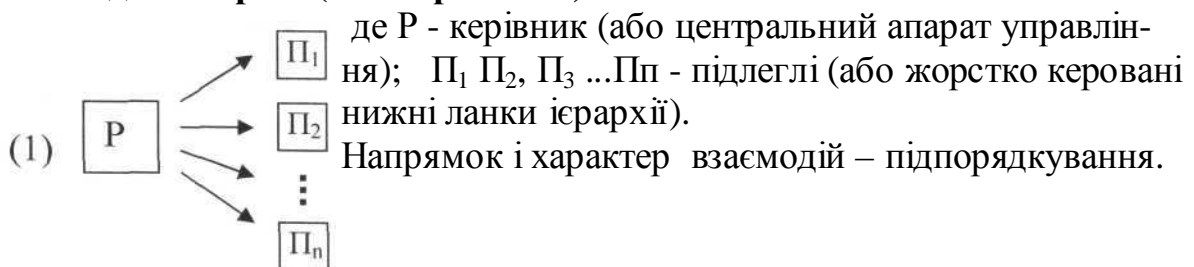 де Р - керівник (або центральний апарат управлін-
ня); П₁ П₂, П₃ ...Пп - підлеглі (або жорстко керовані
нижні ланки ієрархії).
Напрямок і характер взаємодій – підпорядкування.
(1) Р
П₁
П₂
⋮
Пₙ